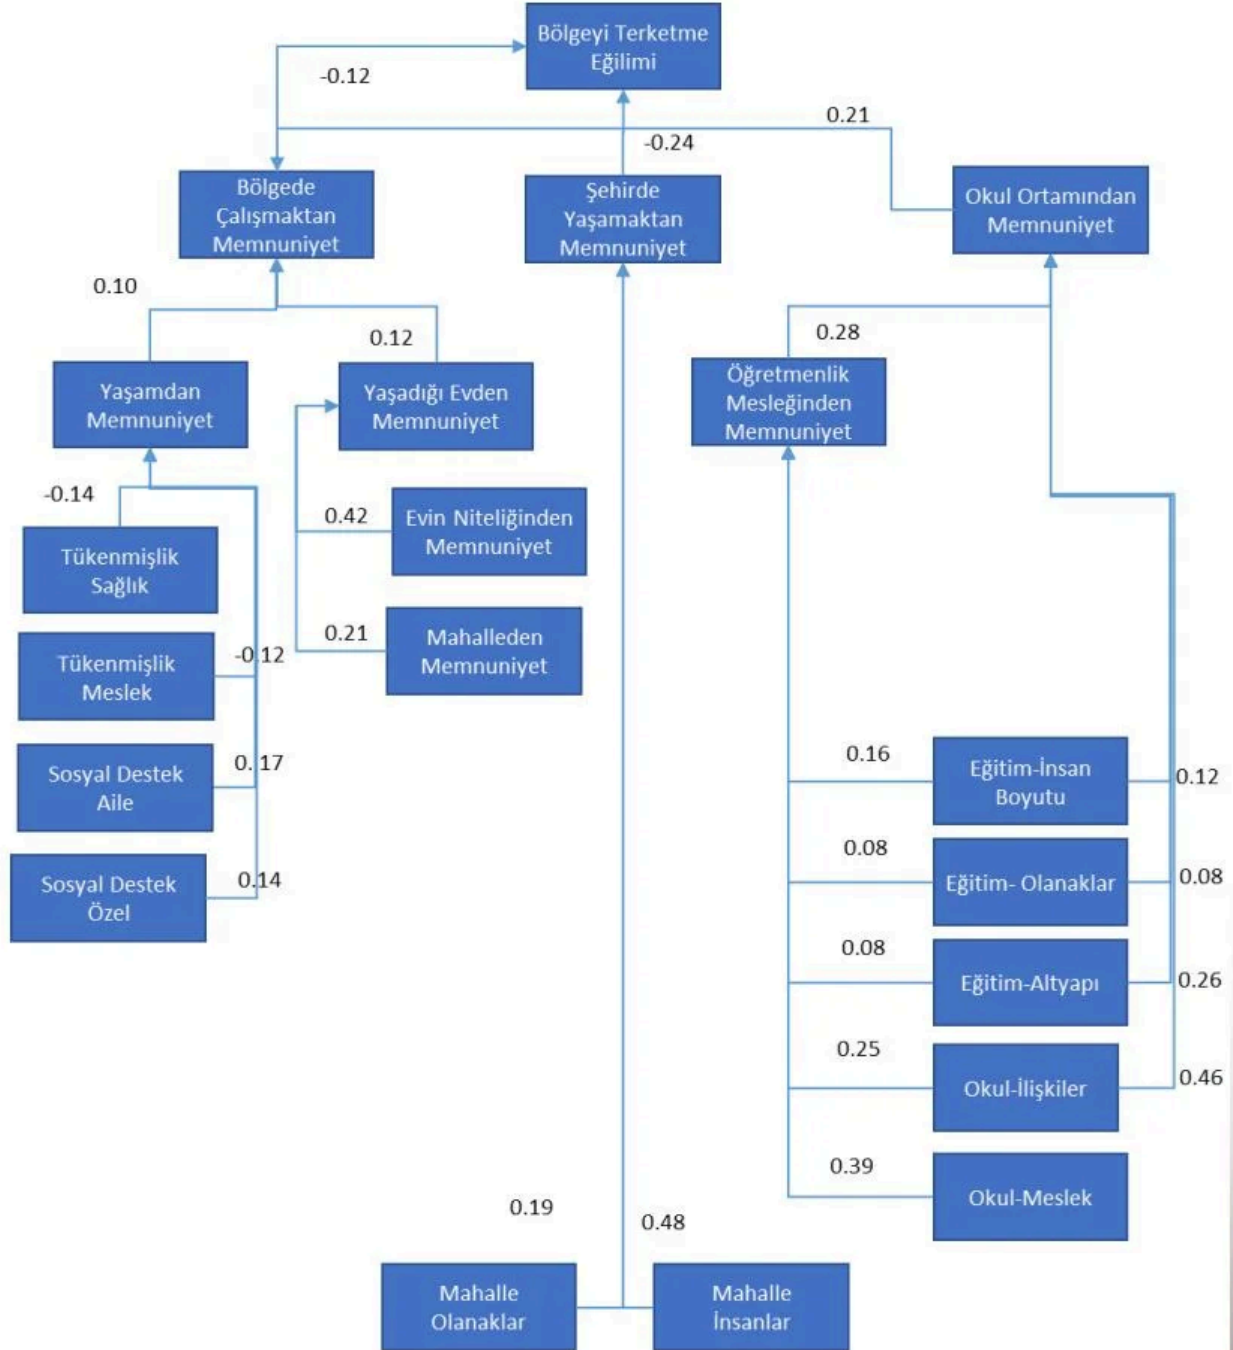 Bölgeyi Terketme
Eğilimi
-0.12
0.21
-0.24
Bölgede
Çalışmaktan
Memnuniyet
Şehirde
Yaşamaktan
Memnuniyet
Okul Ortamından
Memnuniyet
0.10
0.12
0.28
Yaşamdan
Memnuniyet
Yaşadığı Evden
Memnuniyet
Öğretmenlik
Mesleğinden
Memnuniyet
-0.14
Tükenmişlik
Sağlık
0.42
Evin Niteliğinden
Memnuniyet
Tükenmişlik
Meslek
-0.12
0.21
Mahalleden
Memnuniyet
Sosyal Destek
Aile
0.17
Sosyal Destek
Özel
0.14
0.16
Eğitim-İnsan
Boyutu
0.12
0.08
Eğitim- Olanaklar
0.08
0.08
Eğitim-Altyapı
0.26
0.25
Okul-İlişkiler
0.46
0.39
Okul-Meslek
0.19
0.48
Mahalle
Olanaklar
Mahalle
İnsanlar